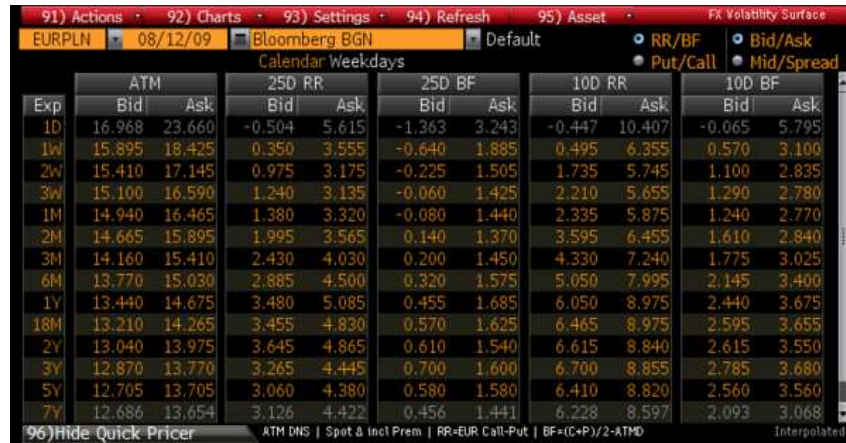 91) Actions 92) Charts 93) Settings 94) Refresh 95) Asset FX Volatility Surface
EURPLN 08/12/09 Bloomberg BGN Default RR/BF Bid/Ask
Calendar Weekdays Put/Call Mid/Spread
ATM 25D RR 25D BF 10D RR 10D BF
Exp Bid Ask Bid Ask Bid Ask Bid Ask Bid Ask
1D 16.968 23.660 -0.504 5.615 -1.363 3.243 -0.447 10.407 -0.065 5.795
1W 15.895 18.425 0.350 3.555 -0.640 1.885 0.495 6.355 0.570 3.100
2W 15.410 17.145 0.975 3.175 -0.225 1.505 1.735 5.745 1.100 2.835
3W 15.100 16.590 1.240 3.135 -0.060 1.425 2.210 5.655 1.290 2.780
1M 14.940 16.465 1.380 3.320 -0.080 1.440 2.335 5.875 1.240 2.770
2M 14.665 15.895 1.995 3.565 0.140 1.370 3.595 6.455 1.610 2.840
3M 14.160 15.410 2.430 4.030 0.200 1.450 4.330 7.240 1.775 3.025
6M 13.770 15.030 2.885 4.500 0.320 1.575 5.050 7.995 2.145 3.400
1Y 13.440 14.675 3.480 5.085 0.455 1.685 6.050 8.975 2.440 3.675
18M 13.210 14.265 3.455 4.830 0.570 1.625 6.465 8.975 2.595 3.655
2Y 13.040 13.975 3.645 4.865 0.610 1.540 6.615 8.840 2.615 3.550
3Y 12.870 13.770 3.265 4.445 0.700 1.600 6.700 8.855 2.785 3.680
5Y 12.705 13.705 3.060 4.380 0.580 1.580 6.410 8.820 2.560 3.560
7Y 12.686 13.654 3.126 4.422 0.456 1.441 6.228 8.597 2.093 3.068
96)Hide Quick Pricer ATM DNS | Spot Δ incl Prem | RR=EUR Call-Put | BF=(C+P)/2-ATMD Interpolated